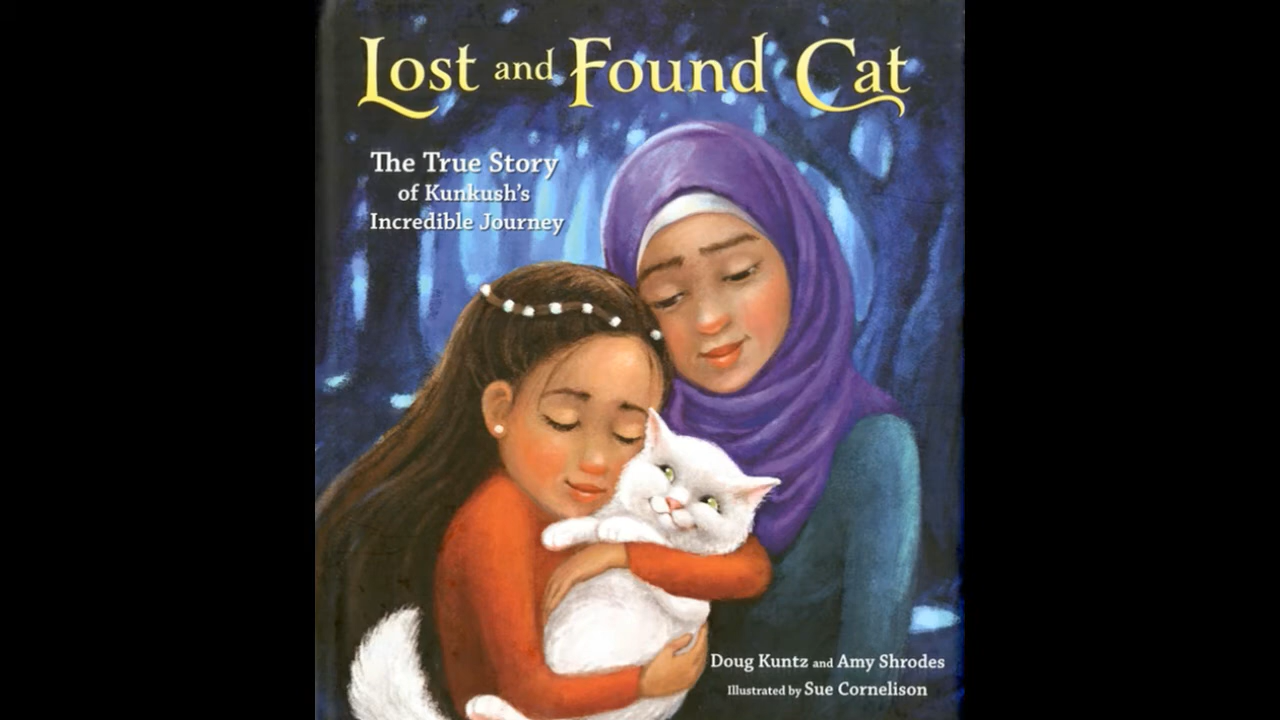 Lost and Found Cat
The True Story
of Kunkush's
Incredible Journey
Doug Kuntz and Amy Shrodes
Illustrated by Sue Cornelison